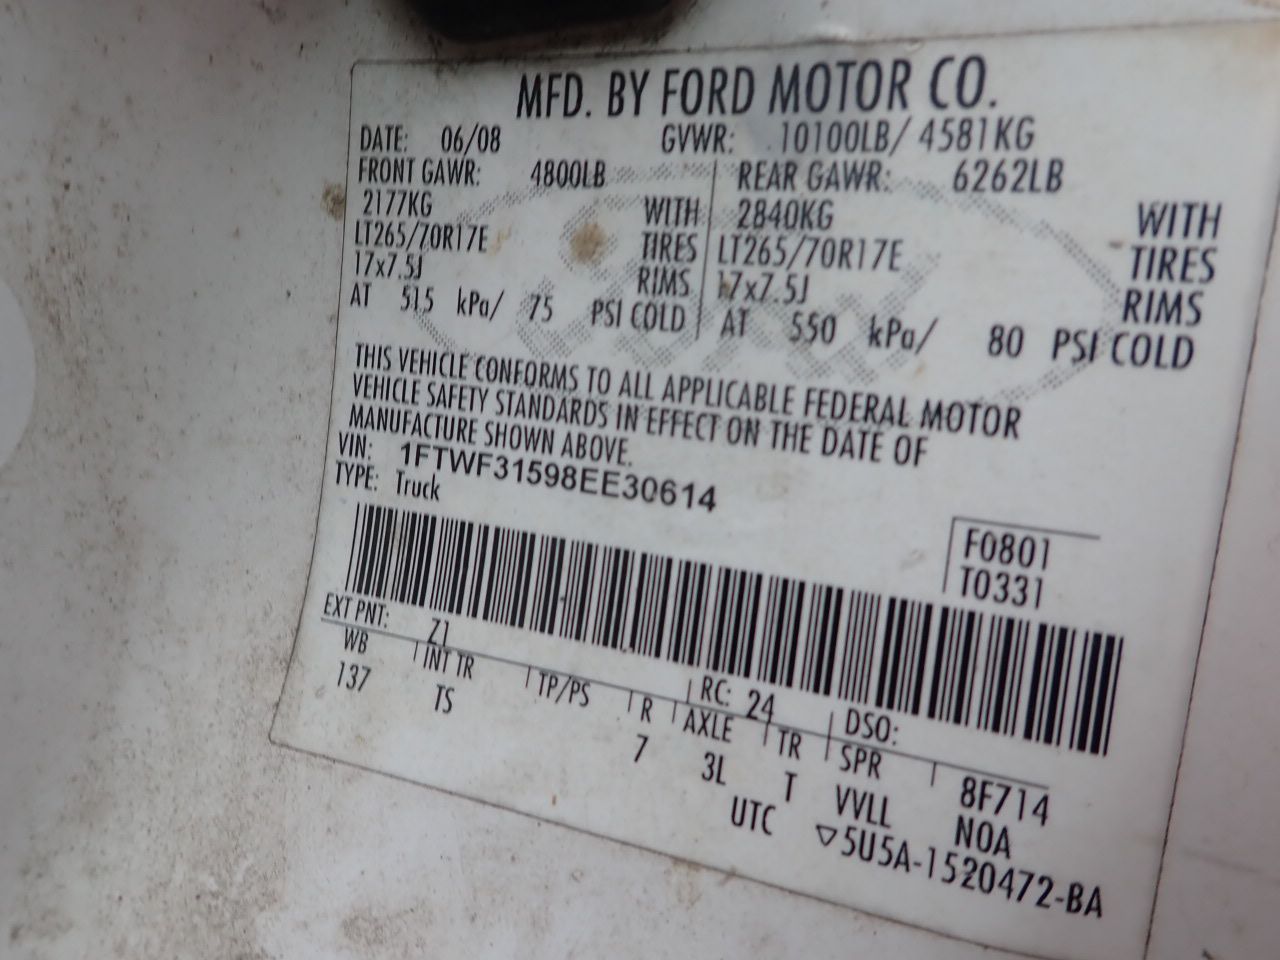 MFD. BY FORD MOTOR CO.
DATE: 06/08 GVWR: 10100LB/ 4581KG
FRONT GAWR: 4800LB REAR GAWR: 6262LB
2177KG WITH 2840KG WITH
LT265/70R17E TIRES LT265/70R17E TIRES
17x7.5J RIMS 17x7.5J RIMS
AT 515 kPa/ 75 PSI COLD AT 550 kPa/ 80 PSI COLD
THIS VEHICLE CONFORMS TO ALL APPLICABLE FEDERAL MOTOR
VEHICLE SAFETY STANDARDS IN EFFECT ON THE DATE OF
MANUFACTURE SHOWN ABOVE.
VIN: 1FTWF31598EE30614
TYPE: Truck
F0801
T0331
EXT PNT: Z1 RC: 24 DSO:
WB INT TR TP/PS R AXLE TR SPR 8F714
137 TS 7 3L T VVLL NOA
UTC ▽5U5A-1520472-BA